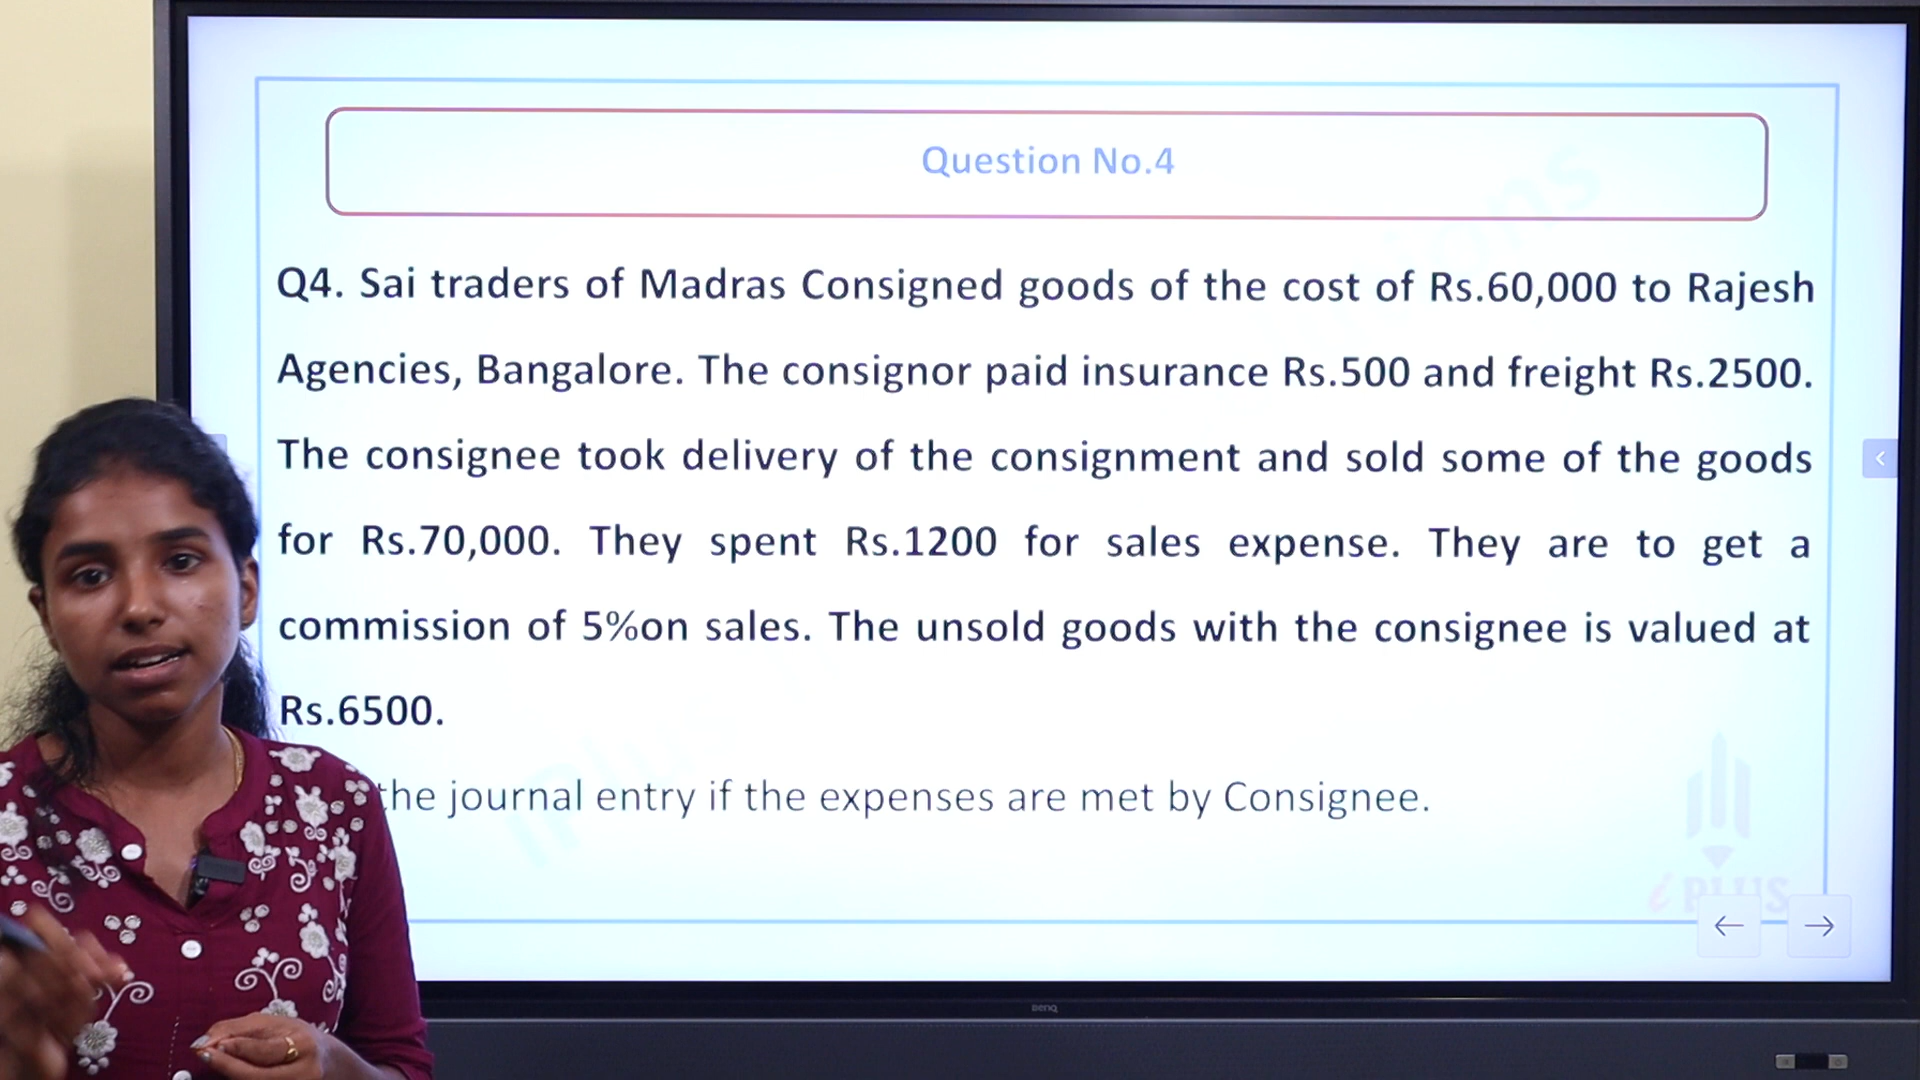 Question No.4
Q4. Sai traders of Madras Consigned goods of the cost of Rs.60,000 to Rajesh
Agencies, Bangalore. The consignor paid insurance Rs.500 and freight Rs.2500.
The consignee took delivery of the consignment and sold some of the goods
for Rs.70,000. They spent Rs.1200 for sales expense. They are to get a
commission of 5%on sales. The unsold goods with the consignee is valued at
Rs.6500.
the journal entry if the expenses are met by Consignee.
i PLUS
BenQ